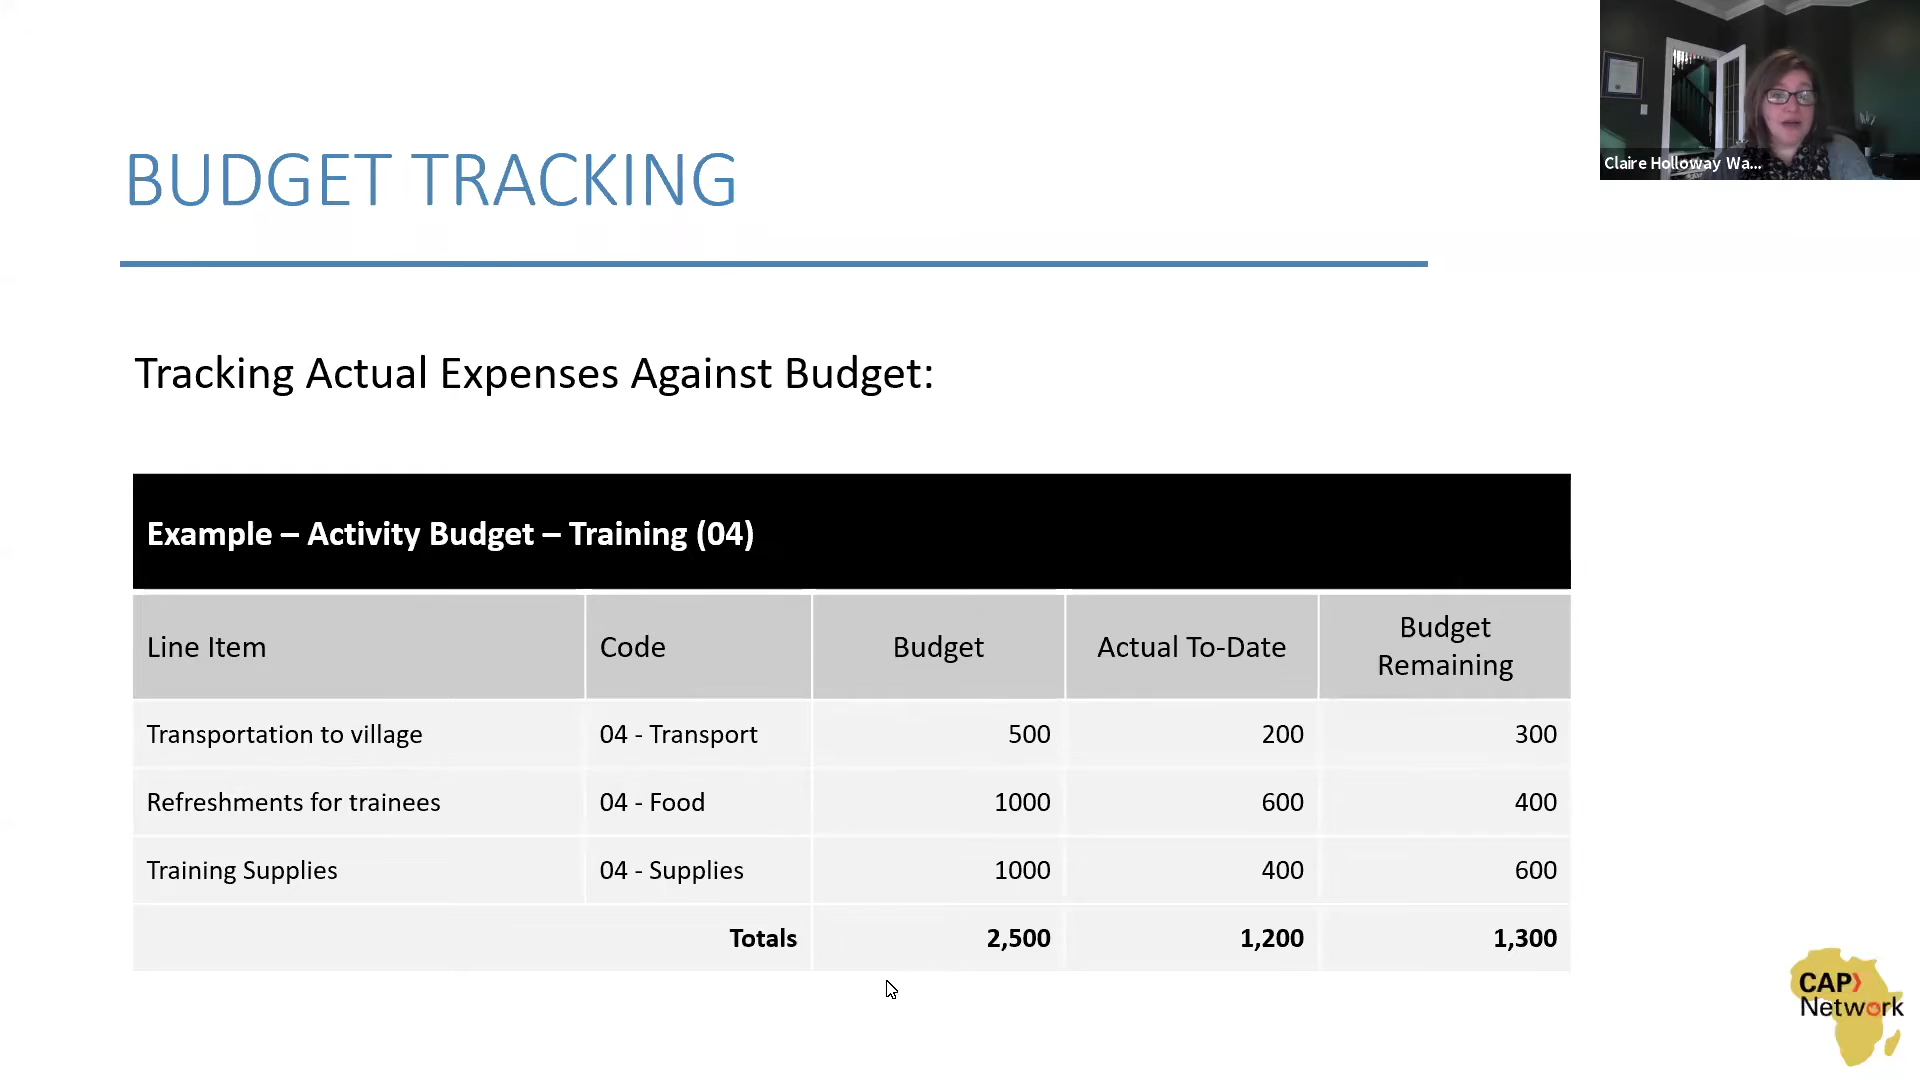 BUDGET TRACKING
Claire Holloway Wa...
Tracking Actual Expenses Against Budget:
Example – Activity Budget – Training (04)
Line Item Code Budget Actual To-Date Budget Remaining
Transportation to village 04 - Transport 500 200 300
Refreshments for trainees 04 - Food 1000 600 400
Training Supplies 04 - Supplies 1000 400 600
Totals 2,500 1,200 1,300
CAP
Network